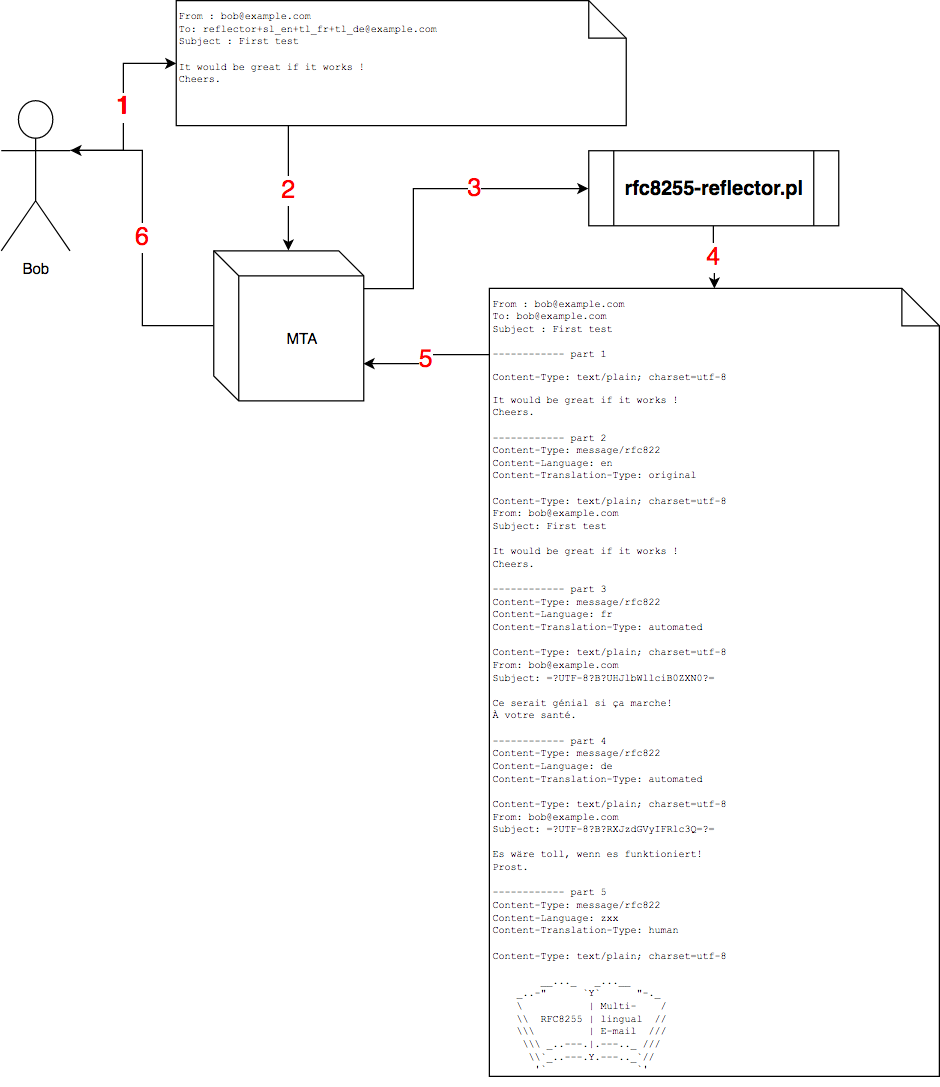 From : bob@example.com
To: reflector+sl_en+tl_fr+tl_de@example.com
Subject : First test
It would be great if it works !
Cheers.
1
2
3
rfc8255-reflector.pl
4
6
Bob
MTA
5
From : bob@example.com
To: bob@example.com
Subject : First test
------------ part 1
Content-Type: text/plain; charset=utf-8
It would be great if it works !
Cheers.
------------ part 2
Content-Type: message/rfc822
Content-Language: en
Content-Translation-Type: original
Content-Type: text/plain; charset=utf-8
From: bob@example.com
Subject: First test
It would be great if it works !
Cheers.
------------ part 3
Content-Type: message/rfc822
Content-Language: fr
Content-Translation-Type: automated
Content-Type: text/plain; charset=utf-8
From: bob@example.com
Subject: =?UTF-8?B?UHJlbWllciB0ZXN0?=
Ce serait génial si ça marche!
À votre santé.
------------ part 4
Content-Type: message/rfc822
Content-Language: de
Content-Translation-Type: automated
Content-Type: text/plain; charset=utf-8
From: bob@example.com
Subject: =?UTF-8?B?RXJzdGVyIFRlc3Q=?=
Es wäre toll, wenn es funktioniert!
Prost.
------------ part 5
Content-Type: message/rfc822
Content-Language: zxx
Content-Translation-Type: human
Content-Type: text/plain; charset=utf-8
        __..._   _...__
    _..-"      `Y`      "-._
    \           | Multi-    /
    \\  RFC8255 | lingual  //
    \\\         | E-mail  ///
     \\\ _..---.|.---.._ ///
      \\`_..---.Y.---.._`//
       '`               `'